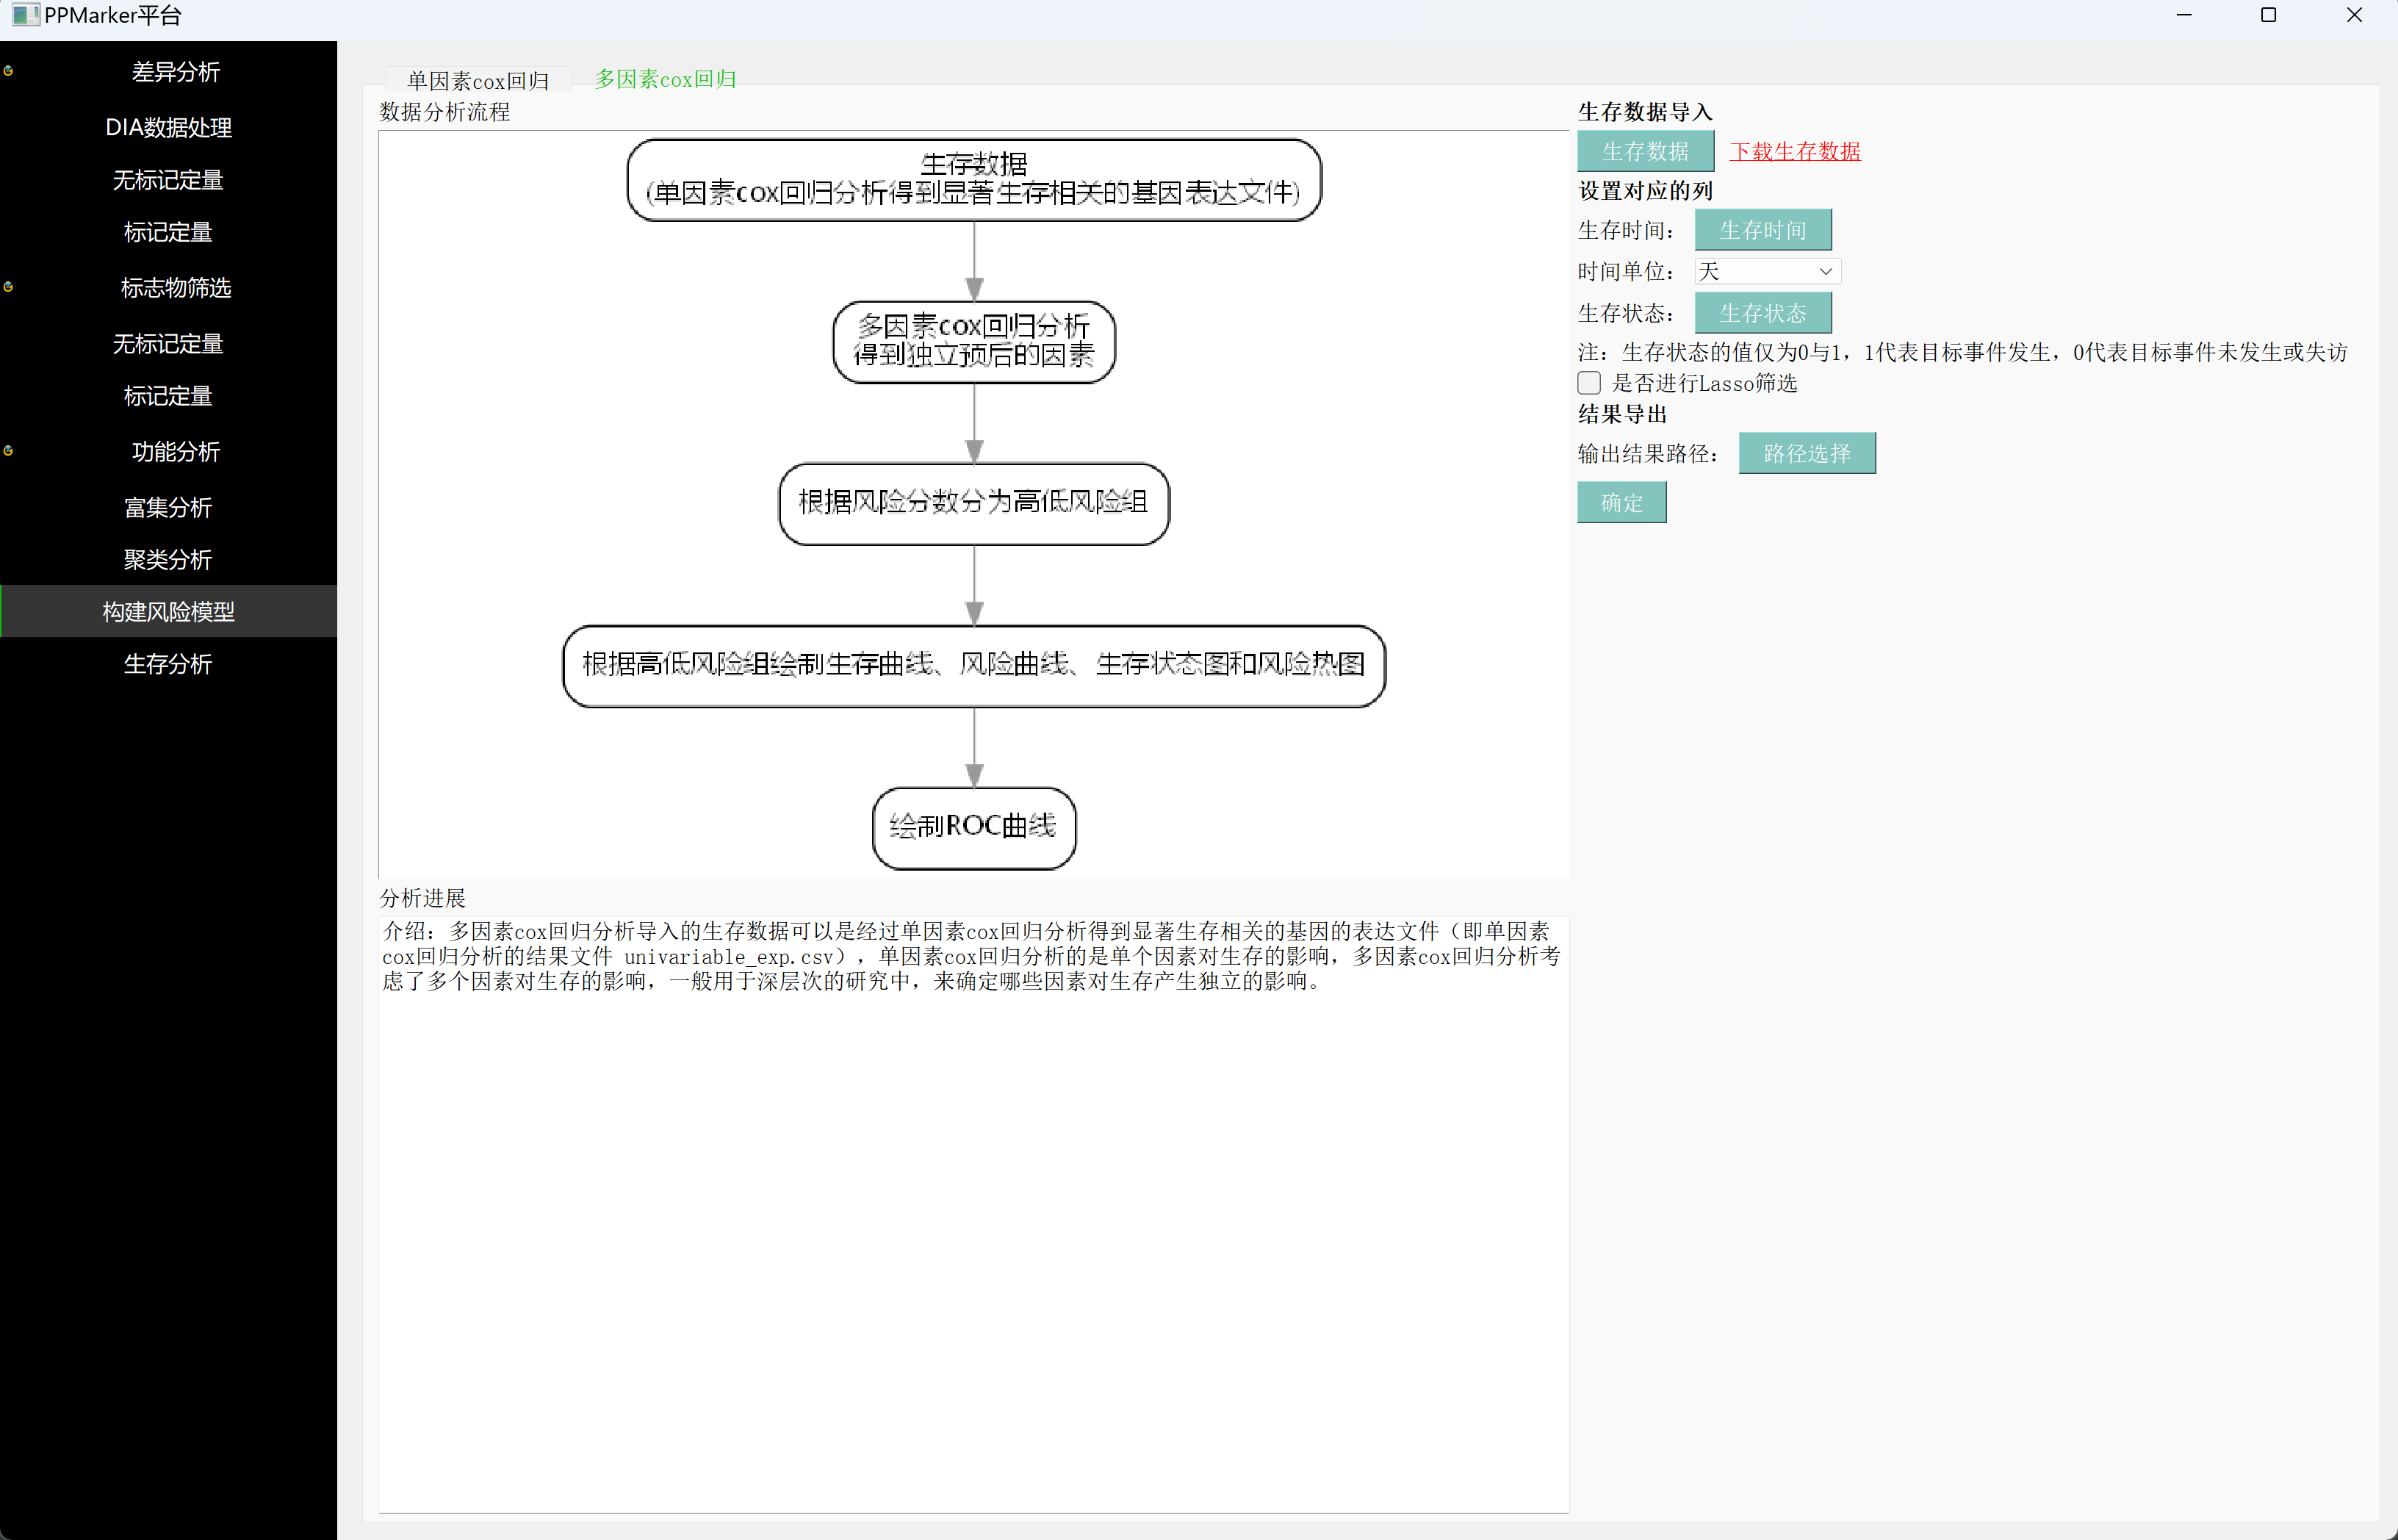 PPMarker平台
差异分析
DIA数据处理
无标记定量
标记定量
标志物筛选
无标记定量
标记定量
功能分析
富集分析
聚类分析
构建风险模型
生存分析
单因素cox回归
多因素cox回归
数据分析流程
生存数据
(单因素cox回归分析得到显著生存相关的基因表达文件)
多因素cox回归分析
得到独立预后的因素
根据风险分数分为高低风险组
根据高低风险组绘制生存曲线、风险曲线、生存状态图和风险热图
绘制ROC曲线
分析进展
介绍：多因素cox回归分析导入的生存数据可以是经过单因素cox回归分析得到显著生存相关的基因的表达文件（即单因素
cox回归分析的结果文件 univariable_exp.csv），单因素cox回归分析的是单个因素对生存的影响，多因素cox回归分析考
虑了多个因素对生存的影响，一般用于深层次的研究中，来确定哪些因素对生存产生独立的影响。
生存数据导入
生存数据
下载生存数据
设置对应的列
生存时间：
生存时间
时间单位：
天
生存状态：
生存状态
注：生存状态的值仅为0与1，1代表目标事件发生，0代表目标事件未发生或失访
是否进行Lasso筛选
结果导出
输出结果路径：
路径选择
确定